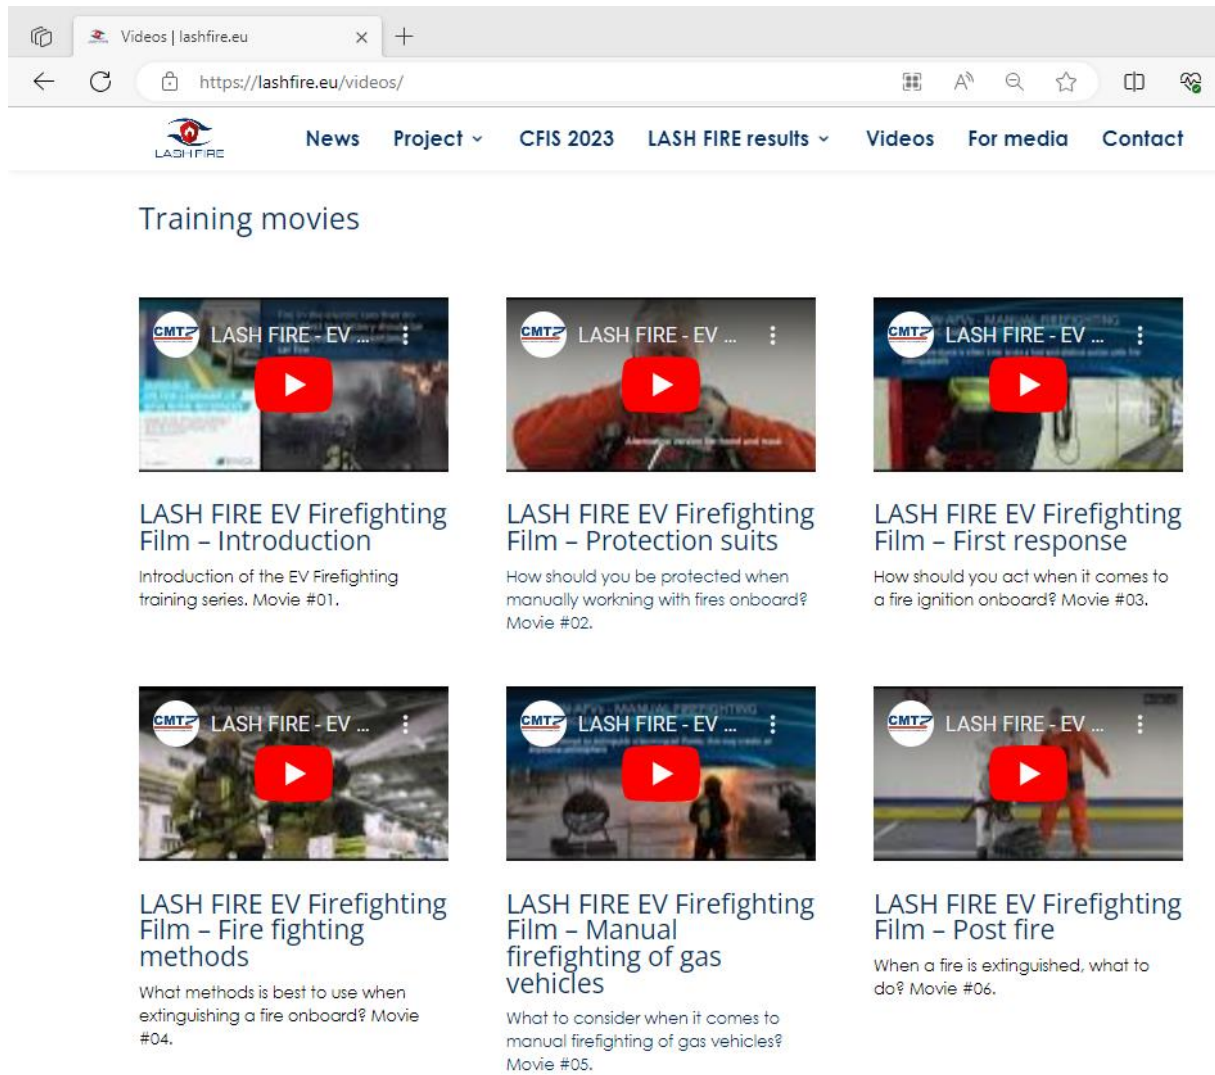 Videos | lashfire.eu
https://lashfire.eu/videos/
LASH FIRE
News Project CFIS 2023 LASH FIRE results Videos For media Contact
Training movies
CMT LASH FIRE - EV ...
CMT LASH FIRE - EV ...
Alternative version for hood and mask
CMT LASH FIRE - EV ...
LASH FIRE EV Firefighting
Film – Introduction
Introduction of the EV Firefighting
training series. Movie #01.
LASH FIRE EV Firefighting
Film – Protection suits
How should you be protected when
manually workning with fires onboard?
Movie #02.
LASH FIRE EV Firefighting
Film – First response
How should you act when it comes to
a fire ignition onboard? Movie #03.
CMT LASH FIRE - EV ...
CMT LASH FIRE - EV ...
CMT LASH FIRE - EV ...
LASH FIRE EV Firefighting
Film – Fire fighting
methods
What methods is best to use when
extinguishing a fire onboard? Movie
#04.
LASH FIRE EV Firefighting
Film – Manual
firefighting of gas
vehicles
What to consider when it comes to
manual firefighting of gas vehicles?
Movie #05.
LASH FIRE EV Firefighting
Film – Post fire
When a fire is extinguished, what to
do? Movie #06.